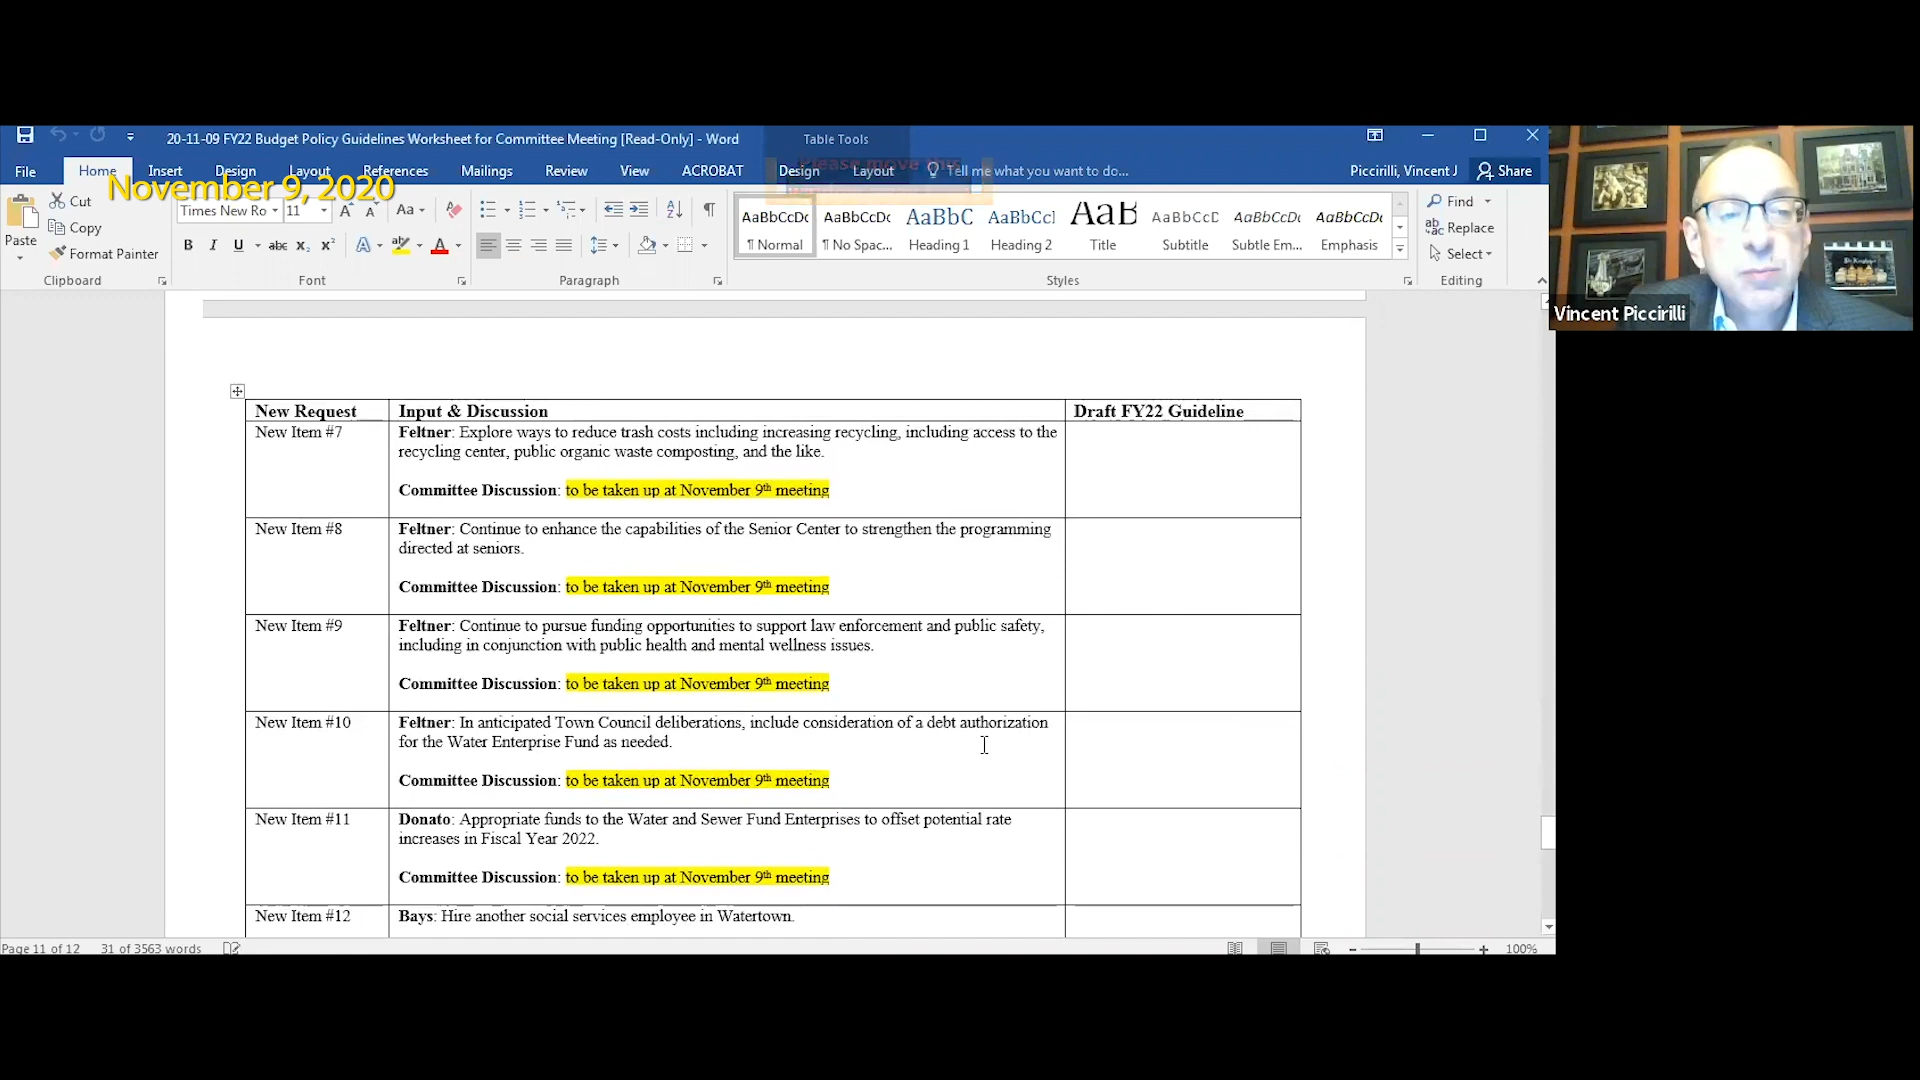 20-11-09 FY22 Budget Policy Guidelines Worksheet for Committee Meeting [Read-Only] - Word
Table Tools
File Home Insert Design Layout References Mailings Review View ACROBAT Design Layout Tell me what you want to do... Piccirilli, Vincent J Share
Please move this
November 9, 2020
Paste
Cut
Copy
Format Painter
Clipboard
Times New Ro 11
Font
Paragraph
AaBbCcDc AaBbCcDc AaBbC AaBbCcI AaB AaBbCcD AaBbCcDc AaBbCcDc
¶ Normal ¶ No Spac... Heading 1 Heading 2 Title Subtitle Subtle Em... Emphasis
Styles
Find
Replace
Select
Editing
Vincent Piccirilli
New Request Input & Discussion Draft FY22 Guideline
New Item #7 Feltner: Explore ways to reduce trash costs including increasing recycling, including access to the
recycling center, public organic waste composting, and the like.
Committee Discussion: to be taken up at November 9th meeting
New Item #8 Feltner: Continue to enhance the capabilities of the Senior Center to strengthen the programming
directed at seniors.
Committee Discussion: to be taken up at November 9th meeting
New Item #9 Feltner: Continue to pursue funding opportunities to support law enforcement and public safety,
including in conjunction with public health and mental wellness issues.
Committee Discussion: to be taken up at November 9th meeting
New Item #10 Feltner: In anticipated Town Council deliberations, include consideration of a debt authorization
for the Water Enterprise Fund as needed.
Committee Discussion: to be taken up at November 9th meeting
New Item #11 Donato: Appropriate funds to the Water and Sewer Fund Enterprises to offset potential rate
increases in Fiscal Year 2022.
Committee Discussion: to be taken up at November 9th meeting
New Item #12 Bays: Hire another social services employee in Watertown.
Page 11 of 12 31 of 3563 words 100%